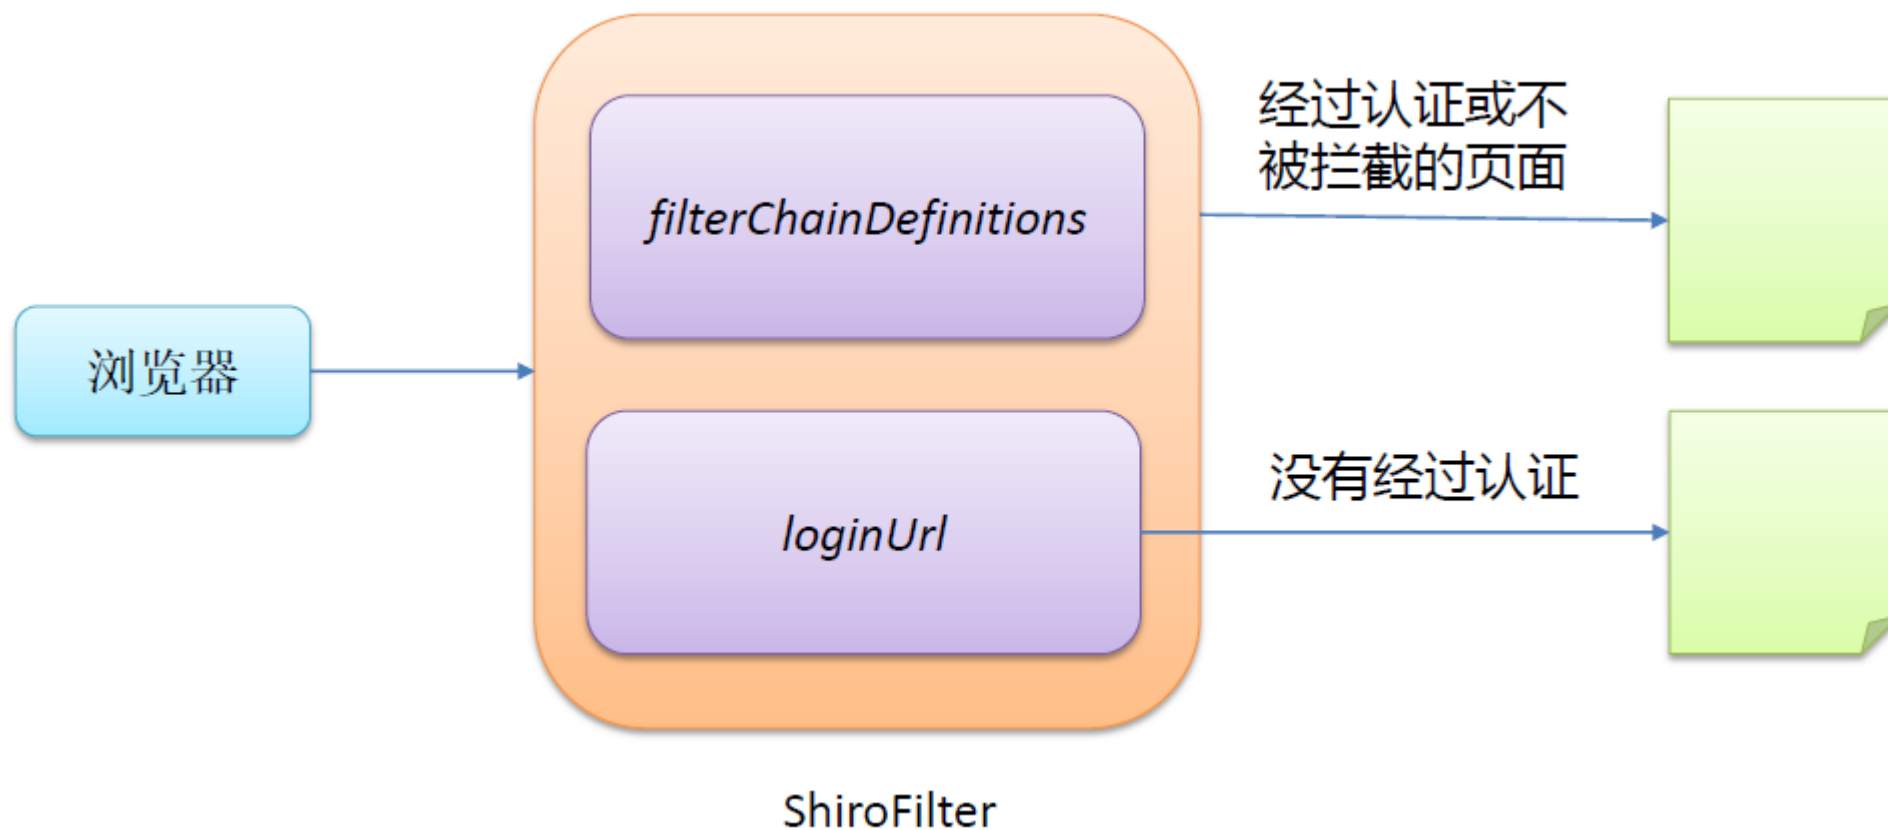 经过认证或不
被拦截的页面
filterChainDefinitions
浏览器
没有经过认证
loginUrl
ShiroFilter